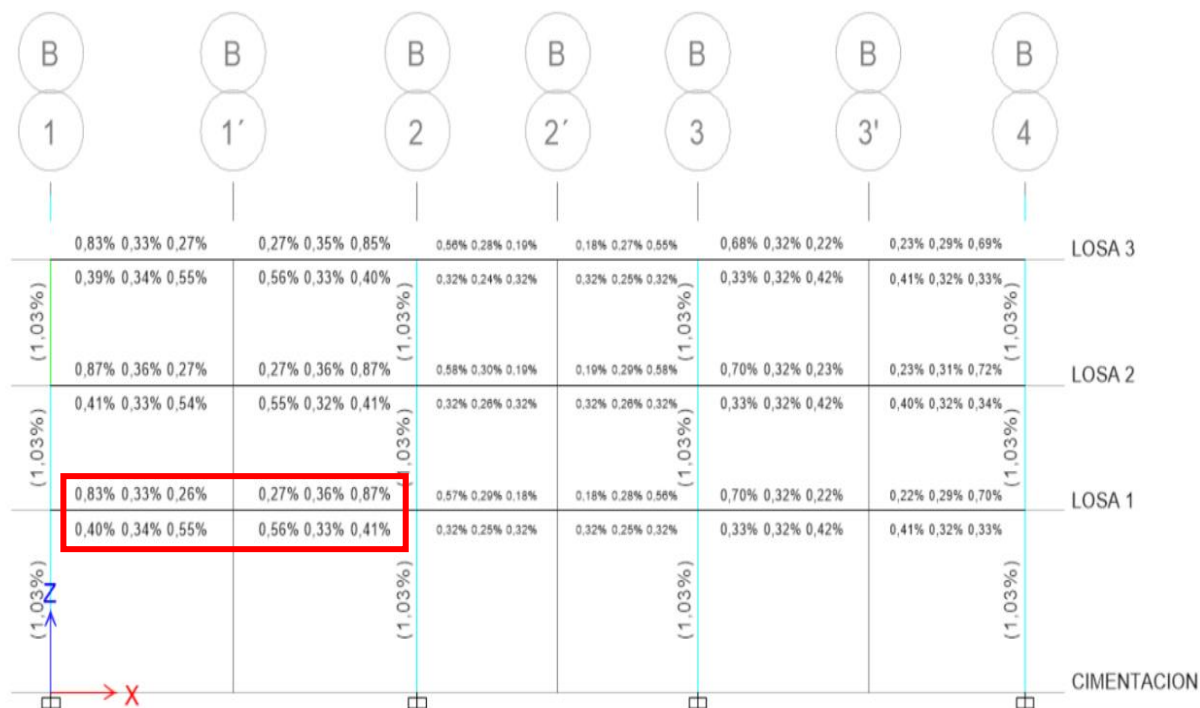 B B B B B B B
1 1´ 2 2´ 3 3' 4
0,83% 0,33% 0,27% 0,27% 0,35% 0,85% 0,56% 0,28% 0,19% 0,18% 0,27% 0,55% 0,68% 0,32% 0,22% 0,23% 0,29% 0,69% LOSA 3
0,39% 0,34% 0,55% 0,56% 0,33% 0,40% 0,32% 0,24% 0,32% 0,32% 0,25% 0,32% 0,33% 0,32% 0,42% 0,41% 0,32% 0,33%
(1,03%) (1,03%) (1,03%) (1,03%)
0,87% 0,36% 0,27% 0,27% 0,36% 0,87% 0,58% 0,30% 0,19% 0,19% 0,29% 0,58% 0,70% 0,32% 0,23% 0,23% 0,31% 0,72% LOSA 2
0,41% 0,33% 0,54% 0,55% 0,32% 0,41% 0,32% 0,26% 0,32% 0,32% 0,26% 0,32% 0,33% 0,32% 0,42% 0,40% 0,32% 0,34%
(1,03%) (1,03%) (1,03%) (1,03%)
0,83% 0,33% 0,26% 0,27% 0,36% 0,87% 0,57% 0,29% 0,18% 0,18% 0,28% 0,56% 0,70% 0,32% 0,22% 0,22% 0,29% 0,70% LOSA 1
0,40% 0,34% 0,55% 0,56% 0,33% 0,41% 0,32% 0,25% 0,32% 0,32% 0,25% 0,32% 0,33% 0,32% 0,42% 0,41% 0,32% 0,33%
(1,03%) (1,03%) (1,03%) (1,03%)
Z
X
CIMENTACION